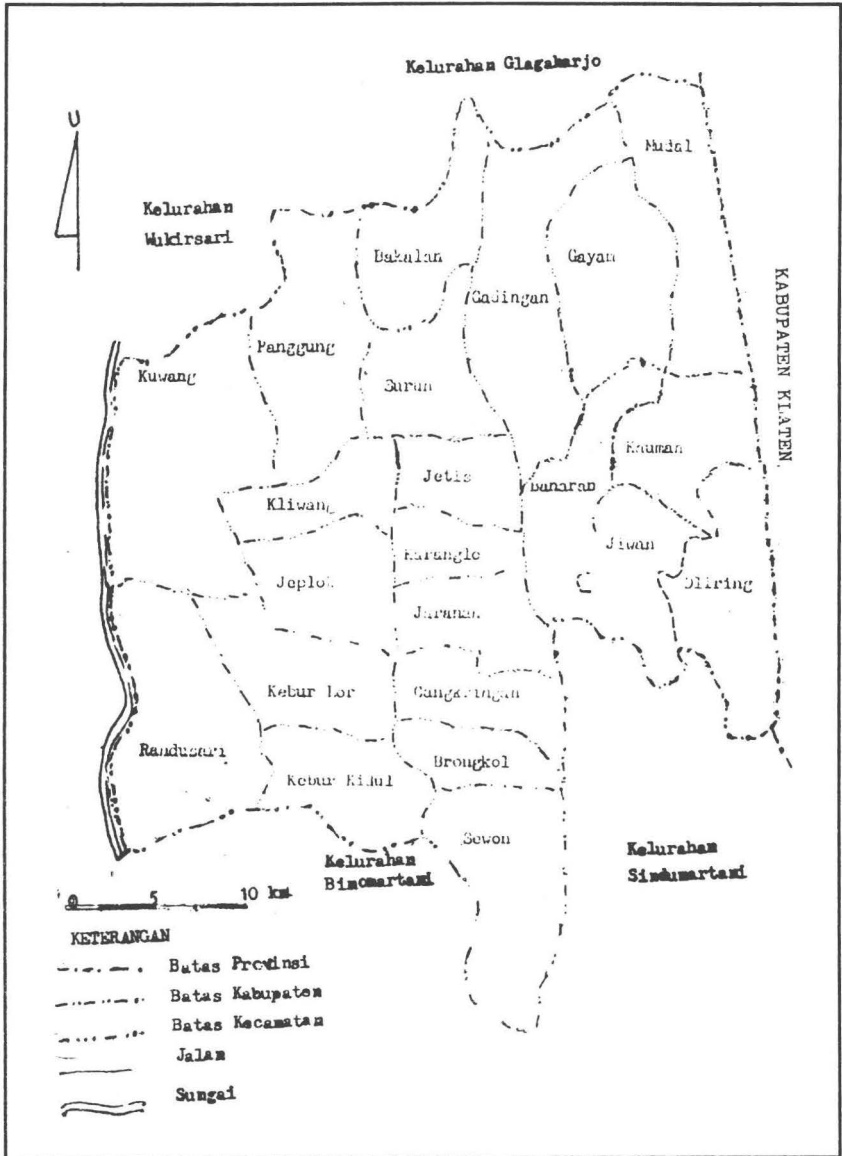 Kelurahan Glagaharjo
U
Mudal
Kelurahan
Wukirsari
Bakalan
Gayam
Gadingan
KABUPATEN KLATEN
Panggung
Kuwang
Surun
Kauman
Jetis
Banaran
Kliwang
Karanglo
Jiwan
Jeplok
Dliring
Jaranan
Kebur Lor
Cangkringan
Randusari
Brongkol
Kebur Kidul
Sewon
Kelurahan
Sindumartani
Kelurahan
Bimomartani
0 5 10 km
KETERANGAN
Batas Provinsi
Batas Kabupaten
Batas Kecamatan
Jalan
Sungai